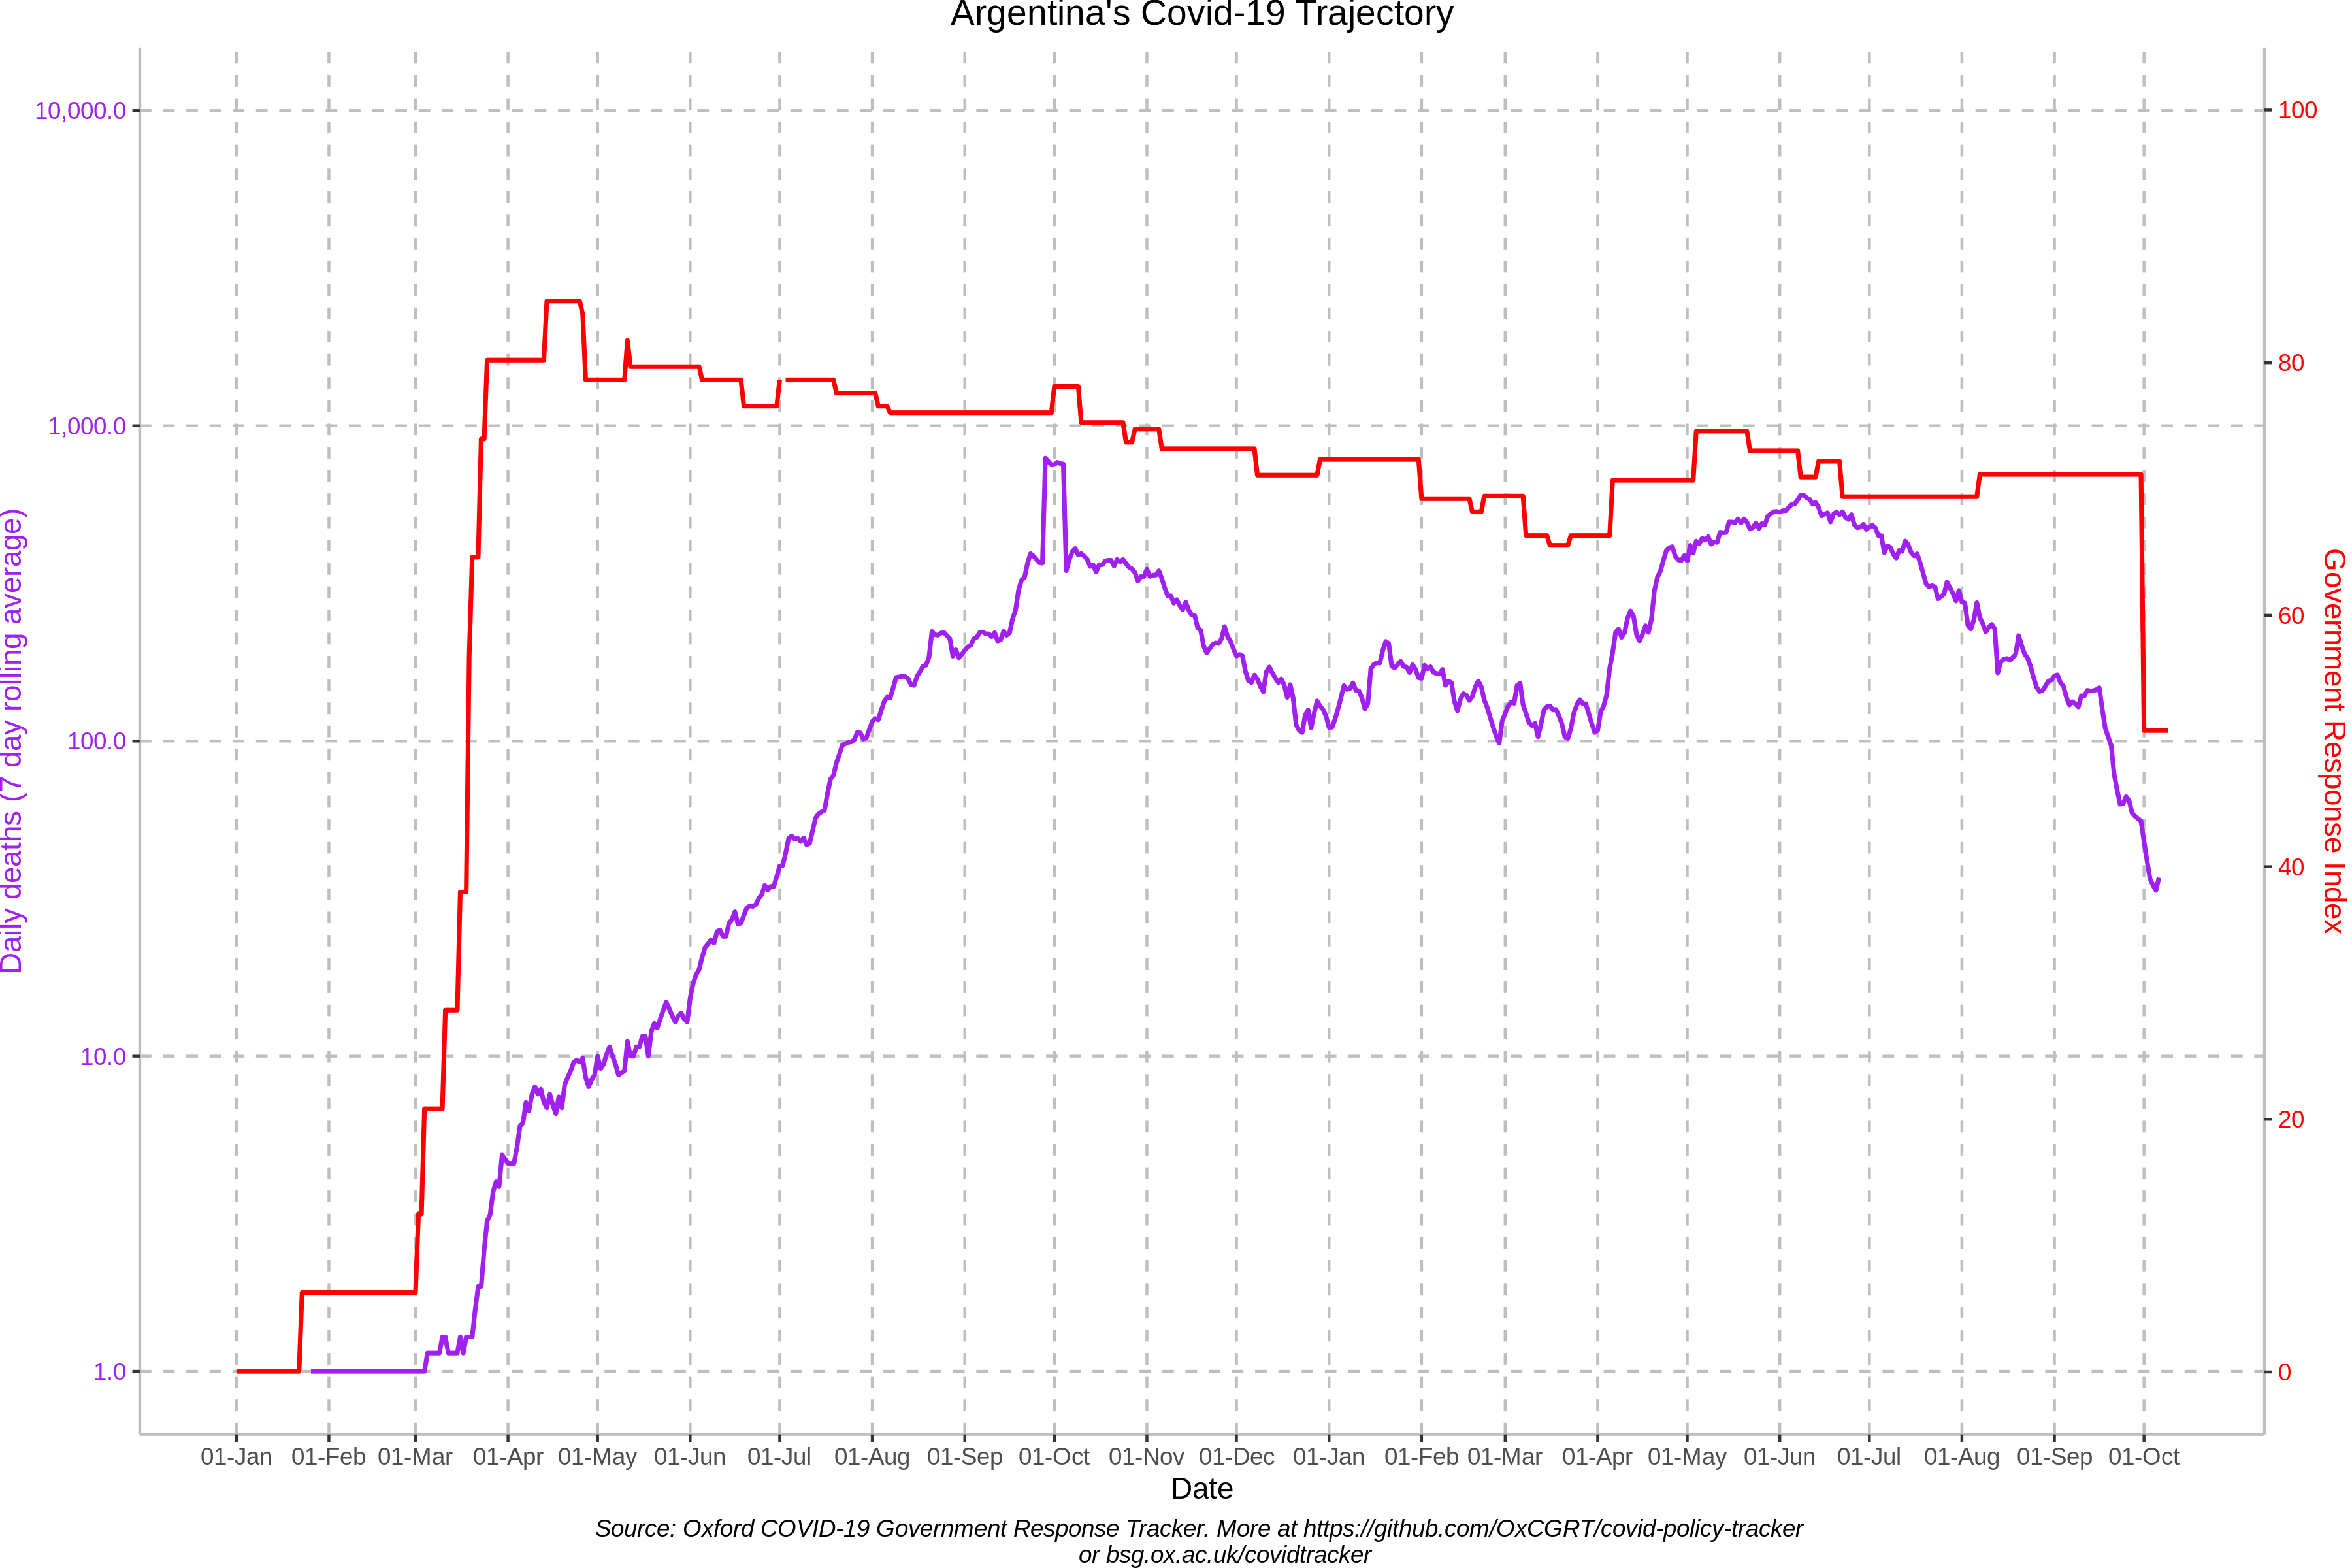 Argentina's Covid-19 Trajectory
10,000.0
1,000.0
100.0
10.0
1.0
Daily deaths (7 day rolling average)
100
80
60
40
20
0
Government Response Index
01-Jan 01-Feb 01-Mar 01-Apr 01-May 01-Jun 01-Jul 01-Aug 01-Sep 01-Oct 01-Nov 01-Dec 01-Jan 01-Feb 01-Mar 01-Apr 01-May 01-Jun 01-Jul 01-Aug 01-Sep 01-Oct
Date
Source: Oxford COVID-19 Government Response Tracker. More at https://github.com/OxCGRT/covid-policy-tracker
or bsg.ox.ac.uk/covidtracker